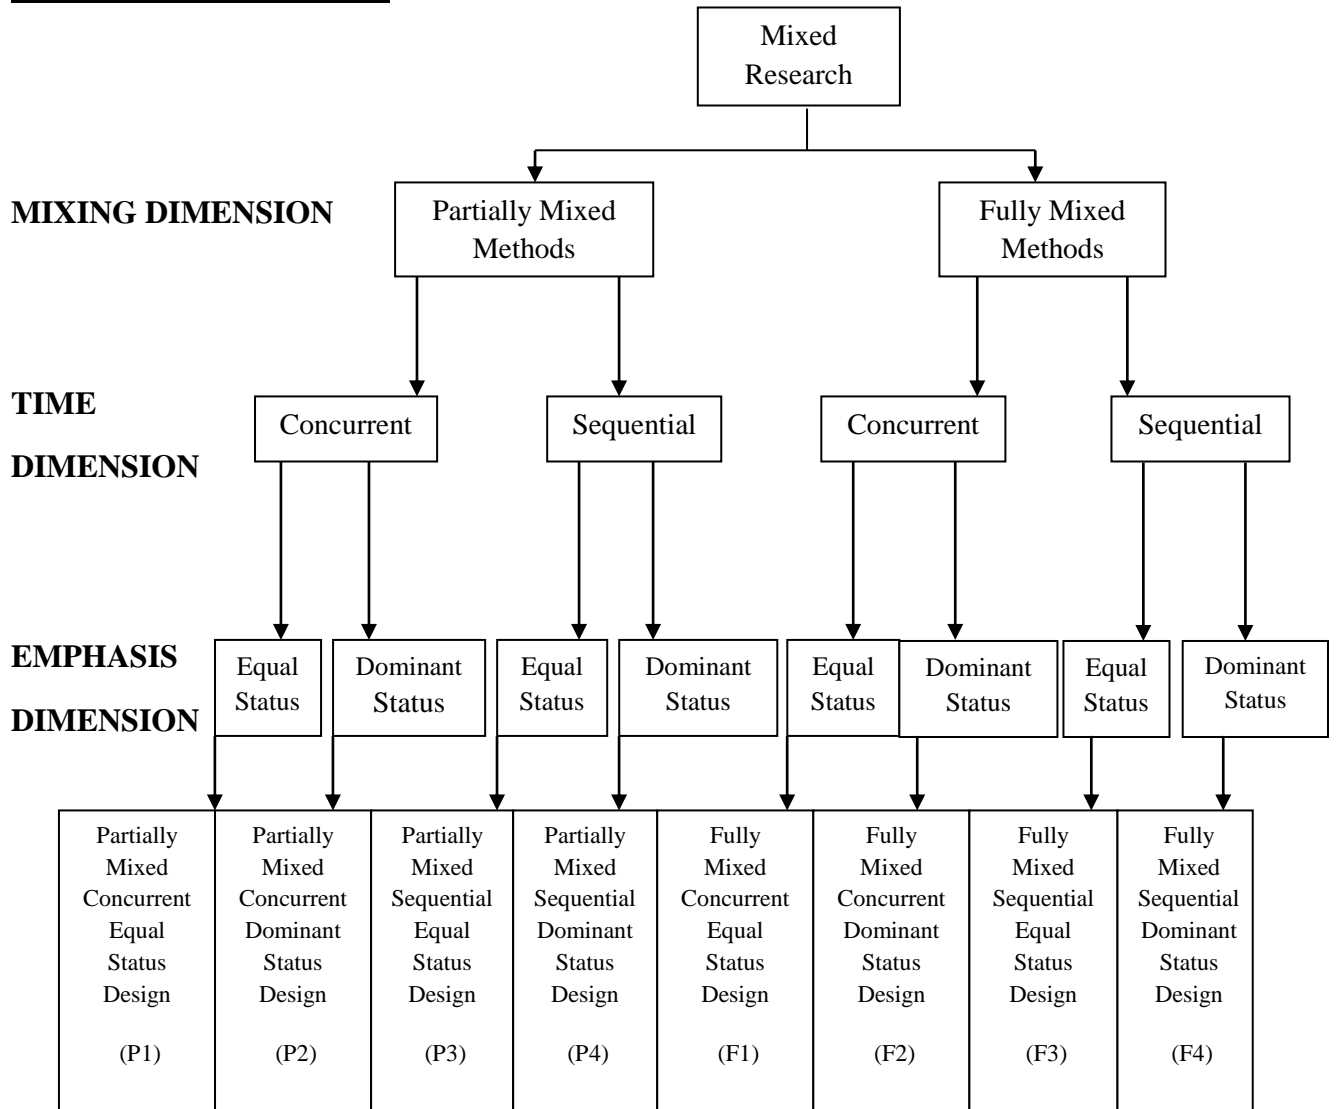 Mixed
Research
MIXING DIMENSION
Partially Mixed
Methods
Fully Mixed
Methods
TIME
DIMENSION
Concurrent
Sequential
Concurrent
Sequential
EMPHASIS
DIMENSION
Equal
Status
Dominant
Status
Equal
Status
Dominant
Status
Equal
Status
Dominant
Status
Equal
Status
Dominant
Status
Partially
Mixed
Concurrent
Equal
Status
Design
(P1)
Partially
Mixed
Concurrent
Dominant
Status
Design
(P2)
Partially
Mixed
Sequential
Equal
Status
Design
(P3)
Partially
Mixed
Sequential
Dominant
Status
Design
(P4)
Fully
Mixed
Concurrent
Equal
Status
Design
(F1)
Fully
Mixed
Concurrent
Dominant
Status
Design
(F2)
Fully
Mixed
Sequential
Equal
Status
Design
(F3)
Fully
Mixed
Sequential
Dominant
Status
Design
(F4)